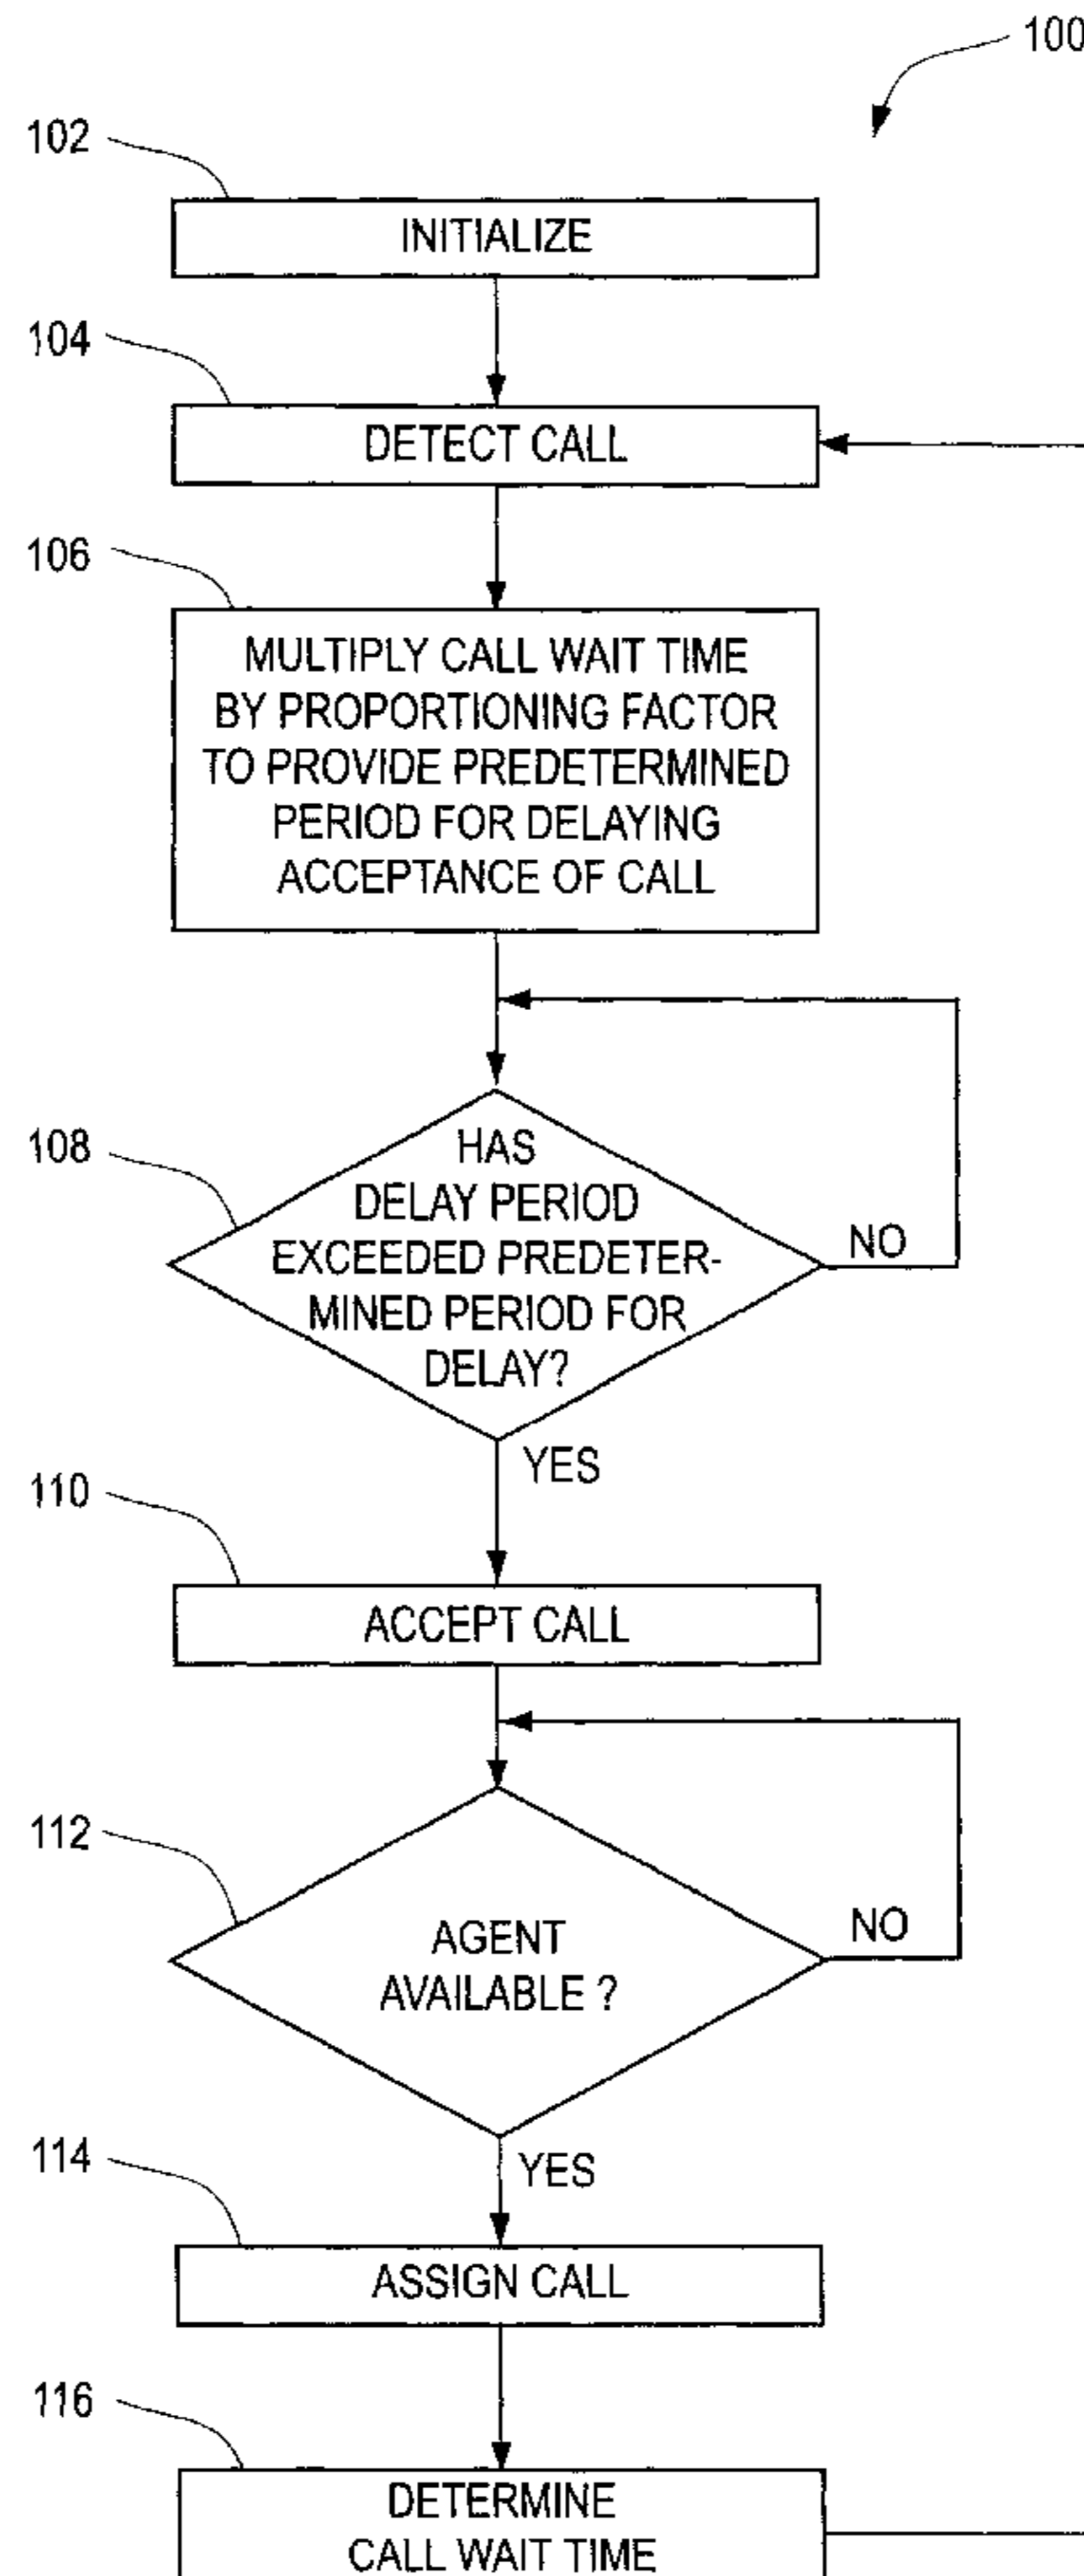 100
102
INITIALIZE
104
DETECT CALL
106
MULTIPLY CALL WAIT TIME
BY PROPORTIONING FACTOR
TO PROVIDE PREDETERMINED
PERIOD FOR DELAYING
ACCEPTANCE OF CALL
108
HAS
DELAY PERIOD
EXCEEDED PREDETER-
MINED PERIOD FOR
DELAY?
NO
YES
110
ACCEPT CALL
112
AGENT
AVAILABLE ?
NO
YES
114
ASSIGN CALL
116
DETERMINE
CALL WAIT TIME